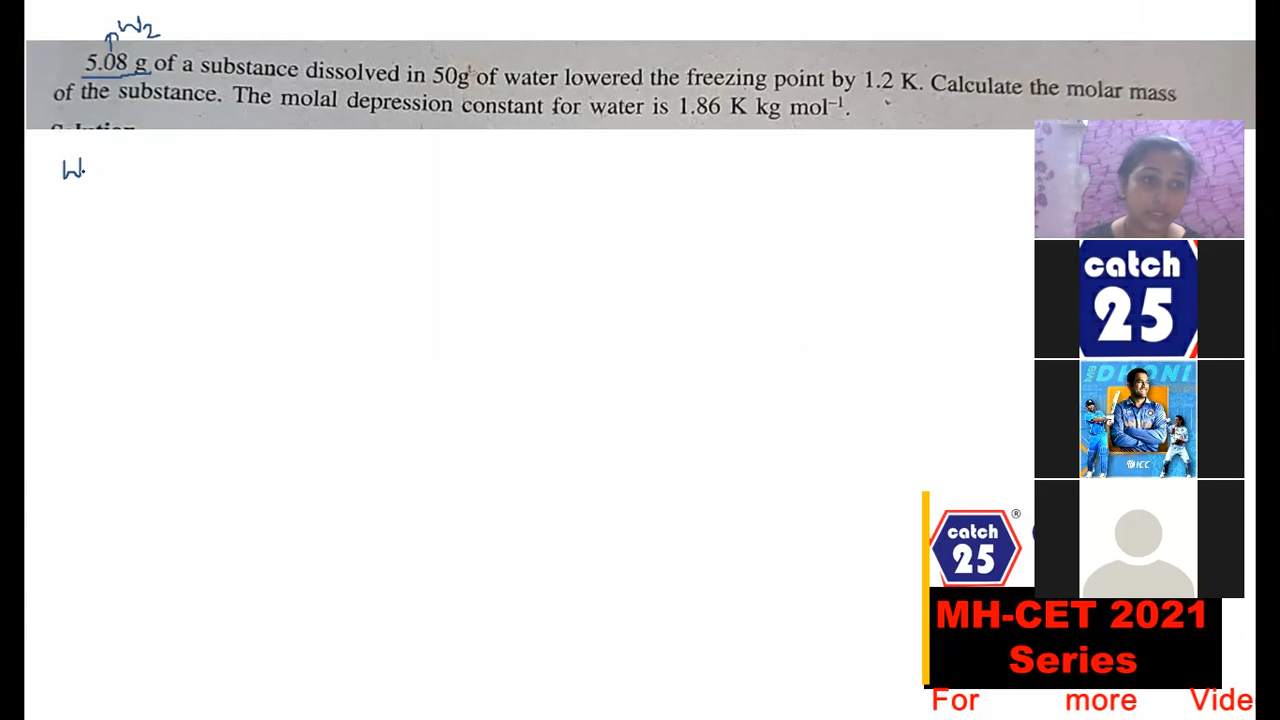 W2
5.08 g of a substance dissolved in 50g of water lowered the freezing point by 1.2 K. Calculate the molar mass
of the substance. The molal depression constant for water is 1.86 K kg mol⁻¹.
W
catch
25
DHONI
ICC
catch
25
®
MH-CET 2021
Series
For more Vide